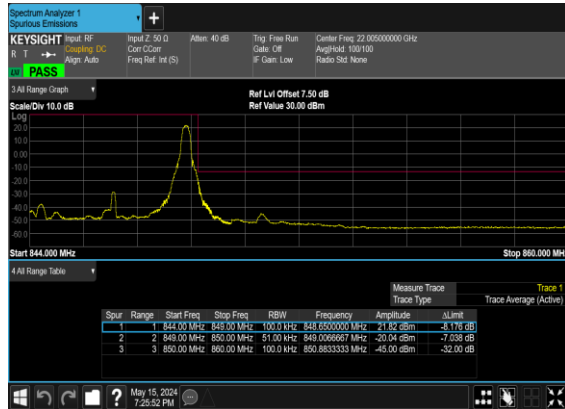 Spectrum Analyzer 1
Spurious Emissions
+
KEYSIGHT Input: RF Input Z: 50 Ω Atten: 40 dB Trig: Free Run Center Freq: 22.005000000 GHz
R T Coupling: DC Corr CCorr Gate: Off Avg|Hold: 100/100
Align: Auto Freq Ref: Int (S) IF Gain: Low Radio Std: None
PASS
3 All Range Graph
Ref Lvl Offset 7.50 dB
Scale/Div 10.0 dB Ref Value 30.00 dBm
Log
20.0
10.0
0.00
-10.0
-20.0
-30.0
-40.0
-50.0
-60.0
Start 844.000 MHz Stop 860.000 MH
4 All Range Table
Measure Trace Trace 1
Trace Type Trace Average (Active)
Spur Range Start Freq Stop Freq RBW Frequency Amplitude ΔLimit
1 1 844.00 MHz 849.00 MHz 100.0 kHz 848.6500000 MHz 21.82 dBm -8.176 dB
2 2 849.00 MHz 850.00 MHz 51.00 kHz 849.0066667 MHz -20.04 dBm -7.038 dB
3 3 850.00 MHz 860.00 MHz 100.0 kHz 850.8833333 MHz -45.00 dBm -32.00 dB
? May 15, 2024
7:25:52 PM